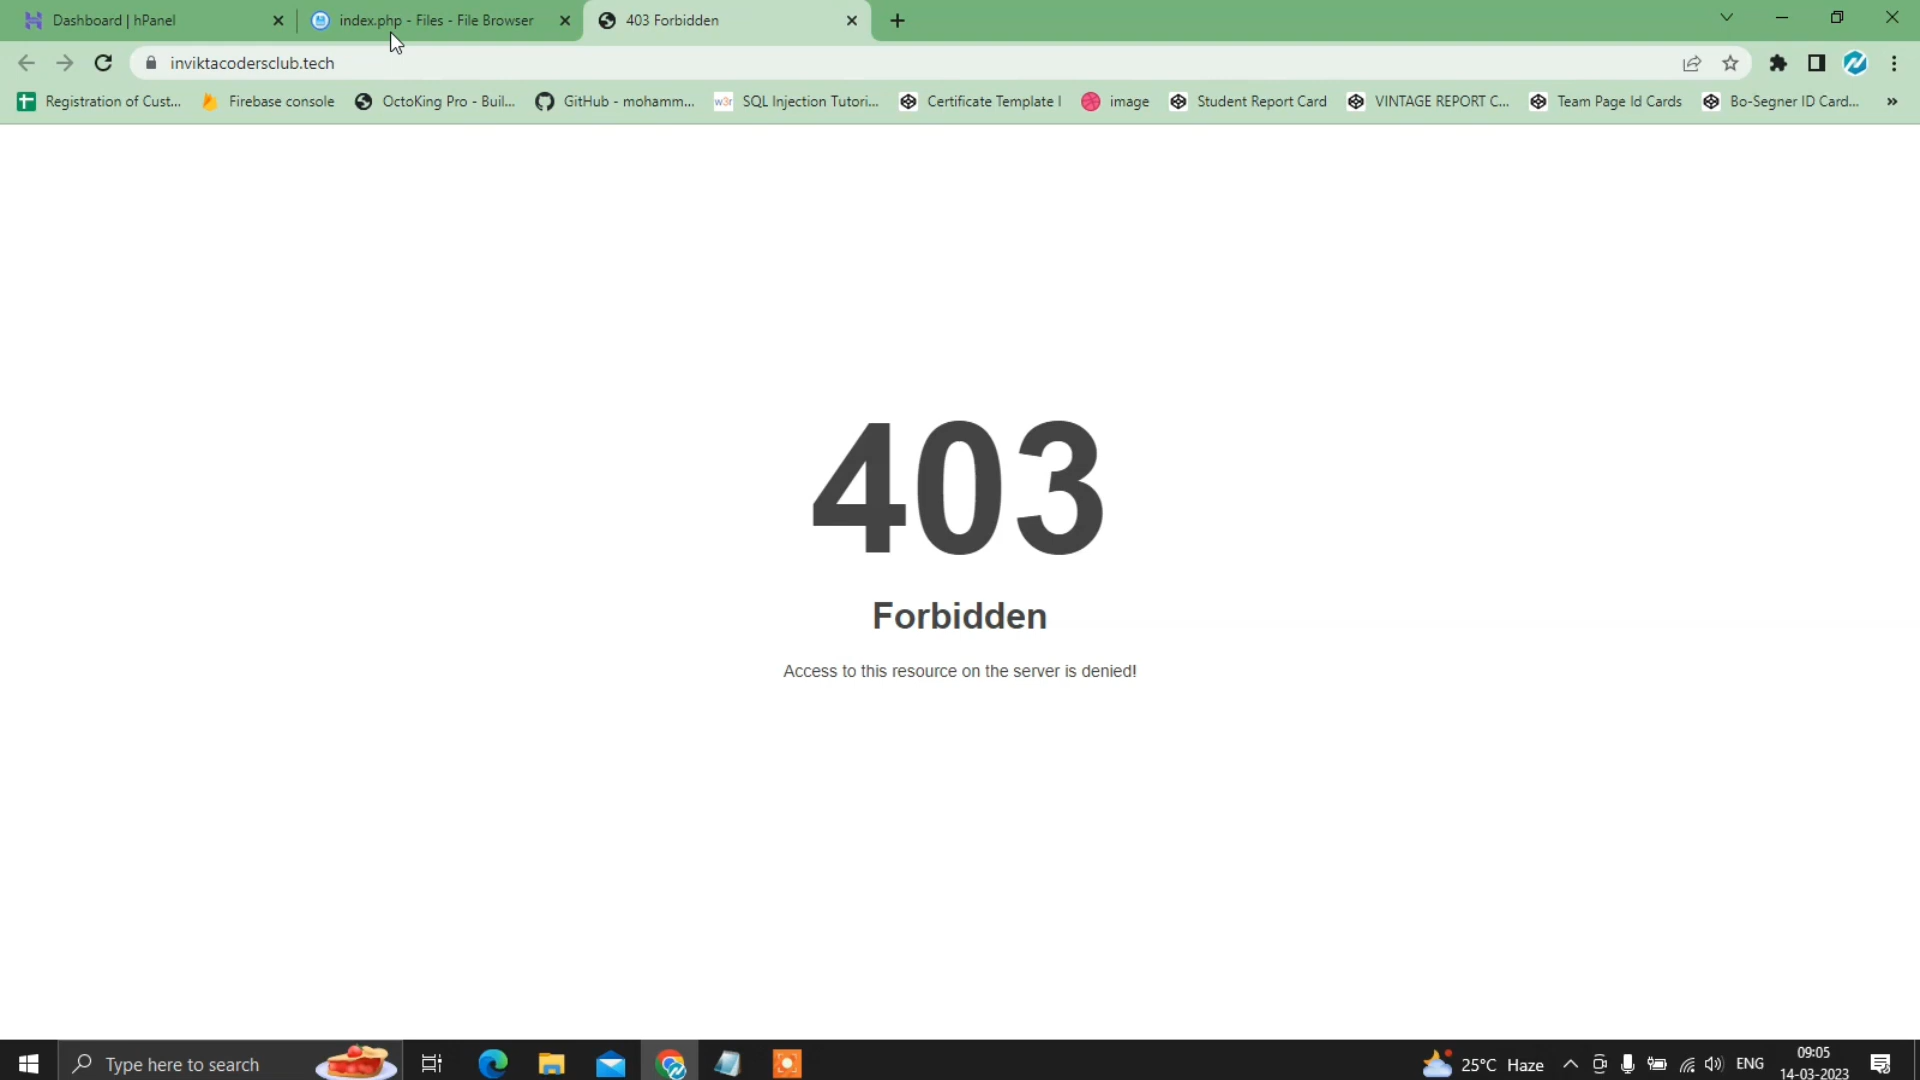 Dashboard | hPanel
index.php - Files - File Browser
403 Forbidden
inviktacodersclub.tech
Registration of Cust...
Firebase console
OctoKing Pro - Buil...
GitHub - mohamm...
w3r
SQL Injection Tutori...
Certificate Template I
image
Student Report Card
VINTAGE REPORT C...
Team Page Id Cards
Bo-Segner ID Card...
»
403
Forbidden
Access to this resource on the server is denied!
Type here to search
25°C Haze
ENG
09:05
14-03-2023